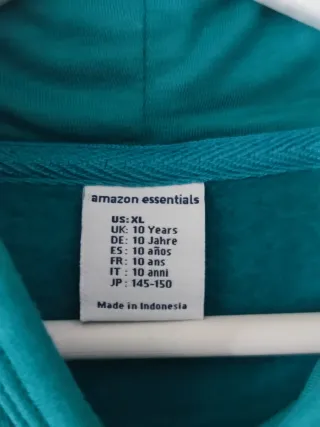 amazon essentials
US: XL
UK: 10 Years
DE: 10 Jahre
ES: 10 años
FR: 10 ans
IT: 10 anni
JP: 145-150
Made in Indonesia